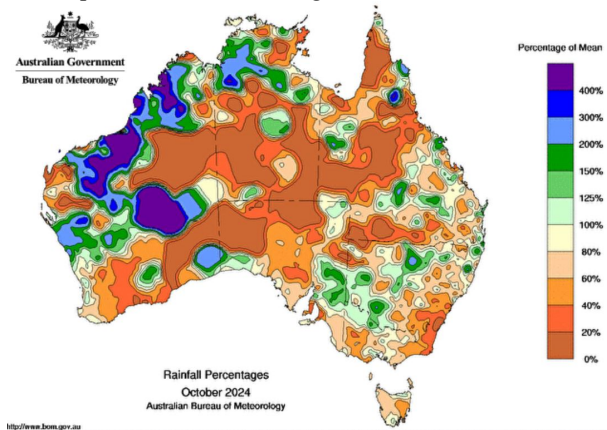 Australian Government
Bureau of Meteorology
Percentage of Mean
400%
300%
200%
150%
125%
100%
80%
60%
40%
20%
0%
Rainfall Percentages
October 2024
Australian Bureau of Meteorology
http://www.bom.gov.au